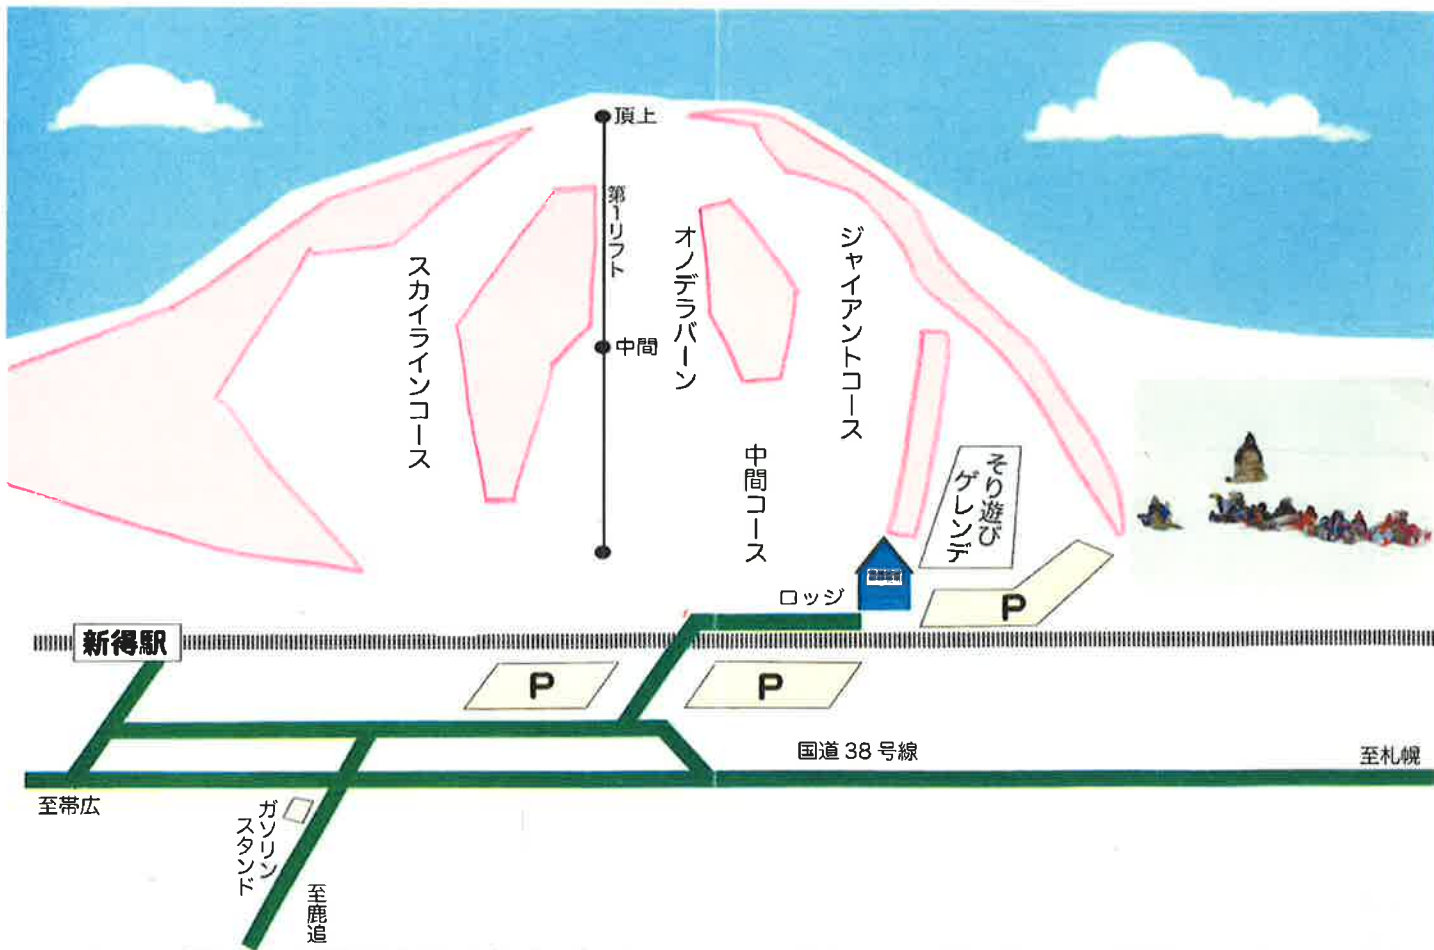 頂上
第1リフト
スカイラインコース
オノデラバーン
ジャイアントコース
中間
中間コース
そり遊び
ゲレンデ
ロッジ
P
新得駅
P
P
国道38号線
至札幌
至帯広
ガソリン
スタンド
至鹿追